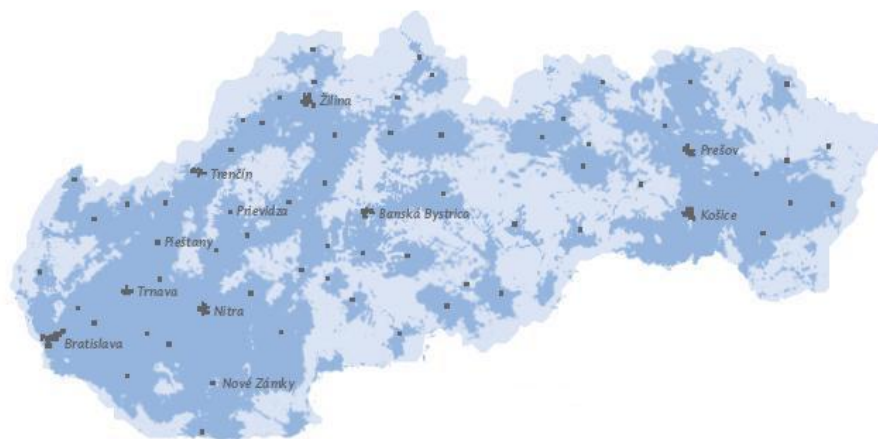 Žilina
Prešov
Trenčín
Prievidza
Banská Bystrica
Košice
Piešťany
Trnava
Nitra
Bratislava
Nové Zámky